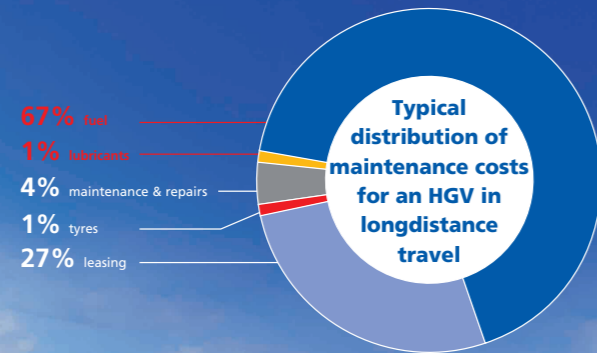 67% fuel
1% lubricants
4% maintenance & repairs
1% tyres
27% leasing
Typical
distribution of
maintenance costs
for an HGV in
longdistance
travel